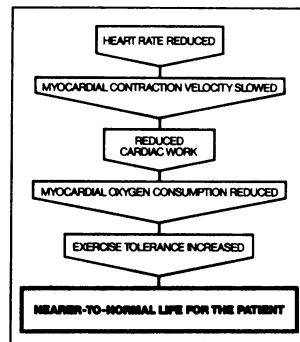 HEART RATE REDUCED
MYOCARDIAL CONTRACTION VELOCITY SLOWED
REDUCED
CARDIAC WORK
MYOCARDIAL OXYGEN CONSUMPTION REDUCED
EXERCISE TOLERANCE INCREASED
NEARER-TO-NORMAL LIFE FOR THE PATIENT